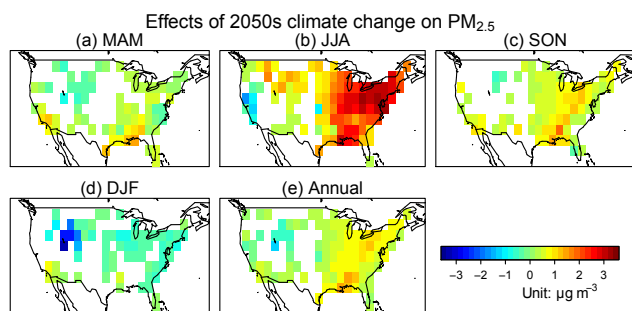 Effects of 2050s climate change on PM₂.₅
(a) MAM
(b) JJA
(c) SON
(d) DJF
(e) Annual
−3 −2 −1 0 1 2 3
Unit: µg m⁻³